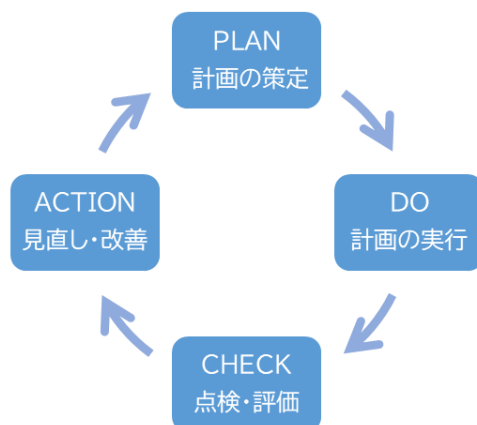 PLAN
計画の策定
DO
計画の実行
CHECK
点検・評価
ACTION
見直し・改善